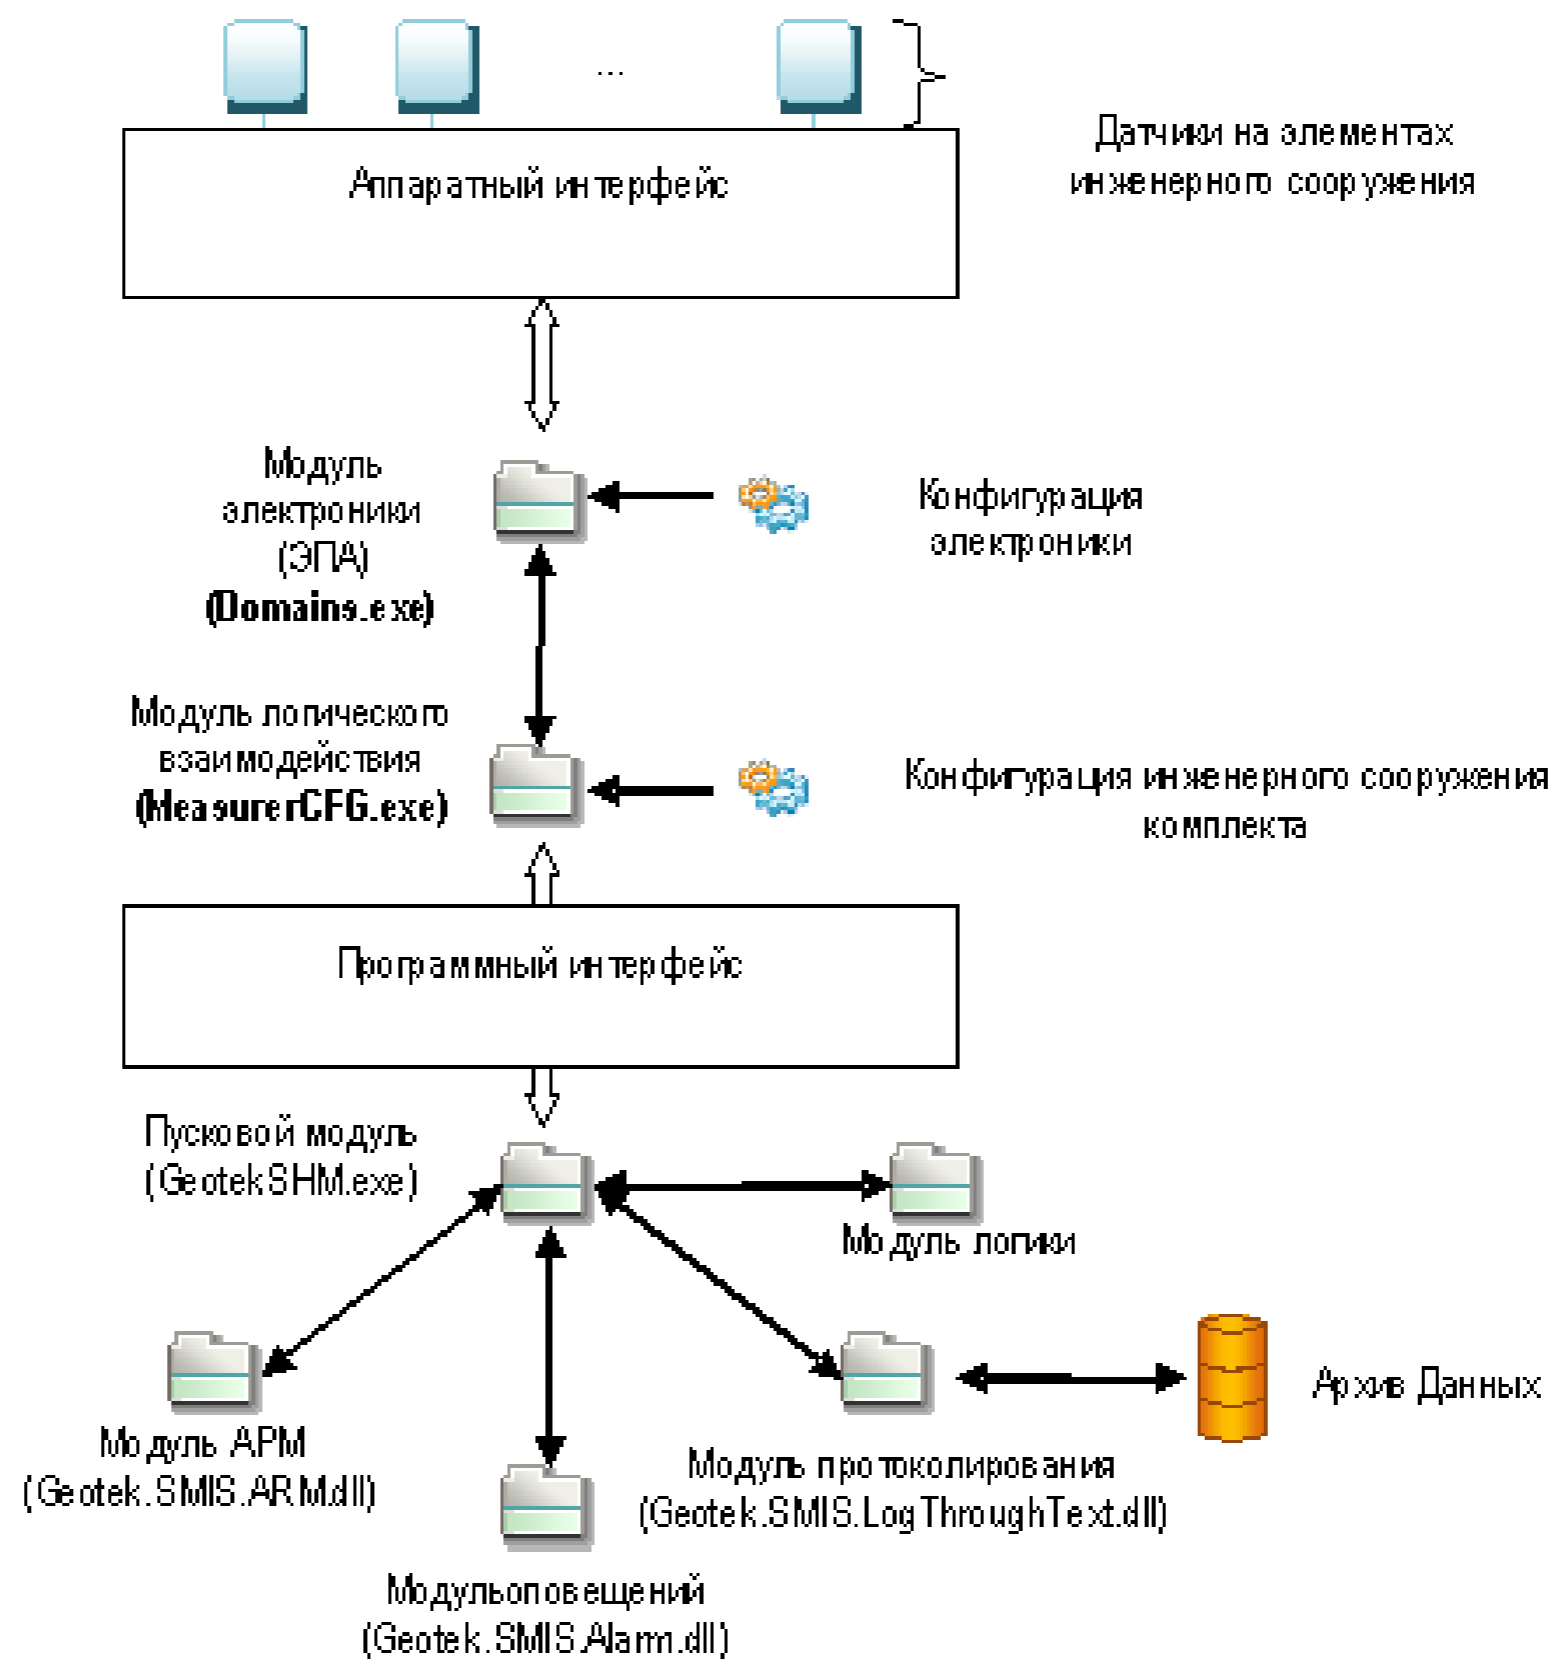 ...
Датчики на элементах
инженерного сооружения
Аппаратный интерфейс
Модуль
электроники
(ЭПА)
(Domains.exe)
Конфигурация
электроники
Модуль логического
взаимодействия
(MeasurerCFG.exe)
Конфигурация инженерного сооружения
комплекта
Программный интерфейс
Пусковой модуль
(GeotekSHM.exe)
Модуль логики
Архив Данных
Модуль АРМ
(Geotek.SMIS.ARM.dll)
Модуль протоколирования
(Geotek.SMIS.LogThroughText.dll)
Модульоповещений
(Geotek.SMIS.Alarm.dll)